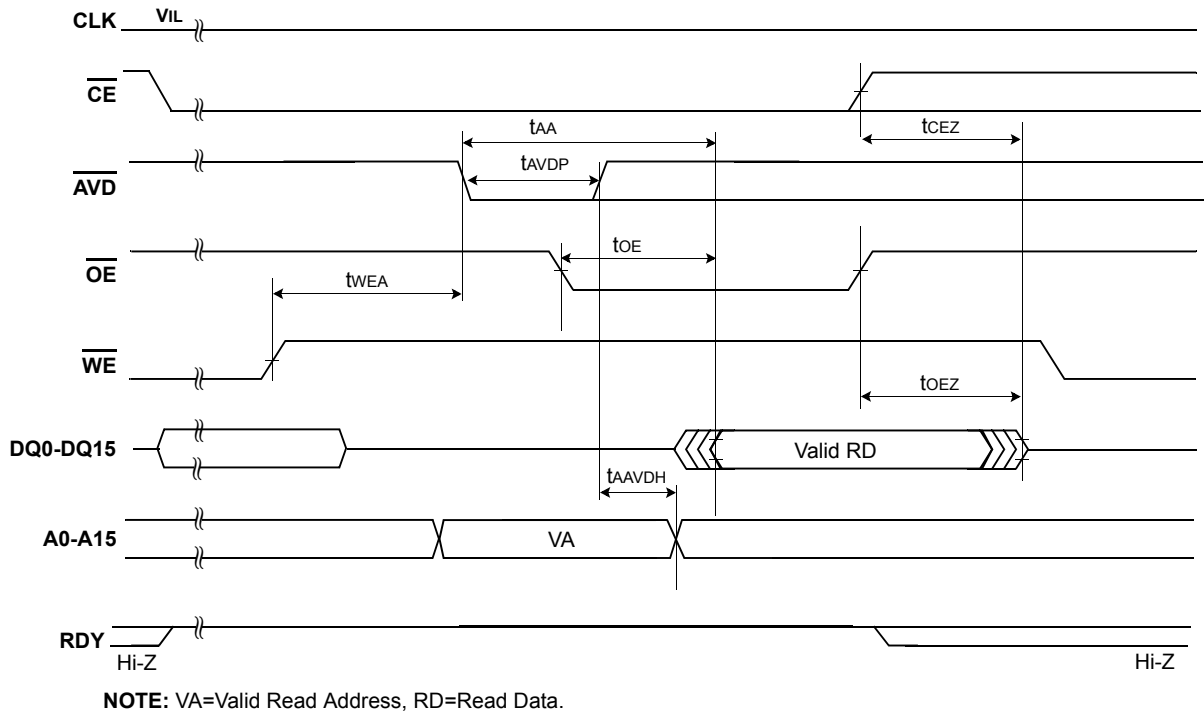 CLK VIL
CE
tAA tCEZ
AVD tAVDP
OE tOE
tWEA
WE
tOEZ
DQ0-DQ15 Valid RD
tAAVDH
A0-A15 VA
RDY
Hi-Z Hi-Z
NOTE: VA=Valid Read Address, RD=Read Data.